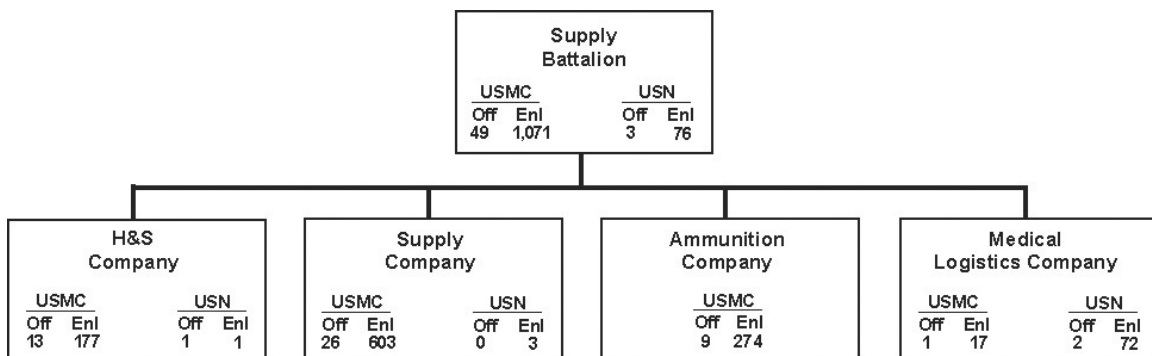 Supply
Battalion
USMC USN
Off Enl Off Enl
49 1,071 3 76
H&S
Company
USMC USN
Off Enl Off Enl
13 177 1 1
Supply
Company
USMC USN
Off Enl Off Enl
26 603 0 3
Ammunition
Company
USMC
Off Enl
9 274
Medical
Logistics Company
USMC USN
Off Enl Off Enl
1 17 2 72